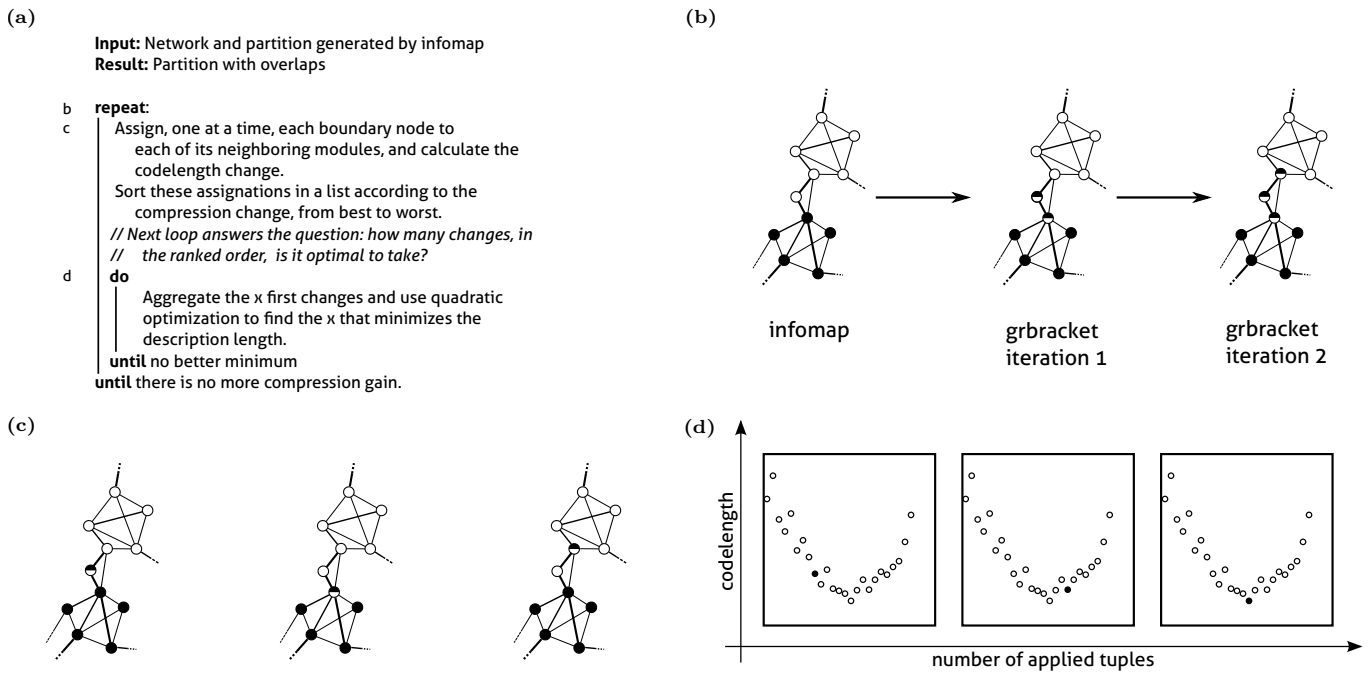 (a)
Input: Network and partition generated by infomap
Result: Partition with overlaps
b repeat:
c Assign, one at a time, each boundary node to
each of its neighboring modules, and calculate the
codelength change.
Sort these assignations in a list according to the
compression change, from best to worst.
// Next loop answers the question: how many changes, in
// the ranked order, is it optimal to take?
d do
Aggregate the x first changes and use quadratic
optimization to find the x that minimizes the
description length.
until no better minimum
until there is no more compression gain.
(b)
infomap
grbracket
iteration 1
grbracket
iteration 2
(c)
(d)
codelength
number of applied tuples